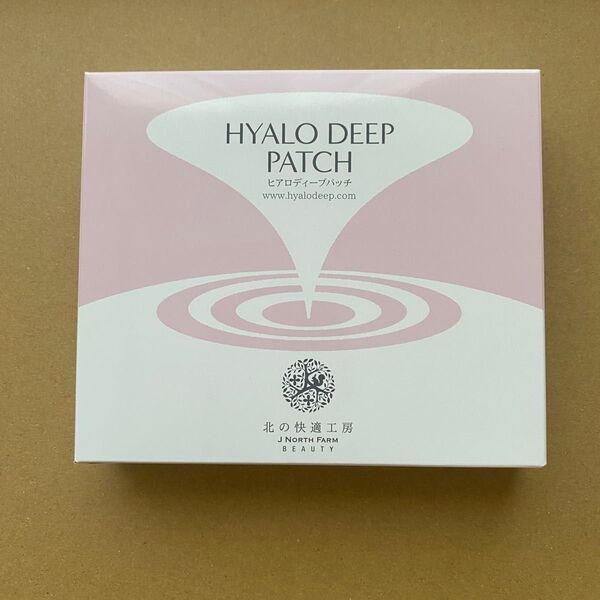 HYALO DEEP
PATCH
ヒアロディープパッチ
www.hyalodeep.com
北の快適工房
J NORTH FARM
BEAUTY